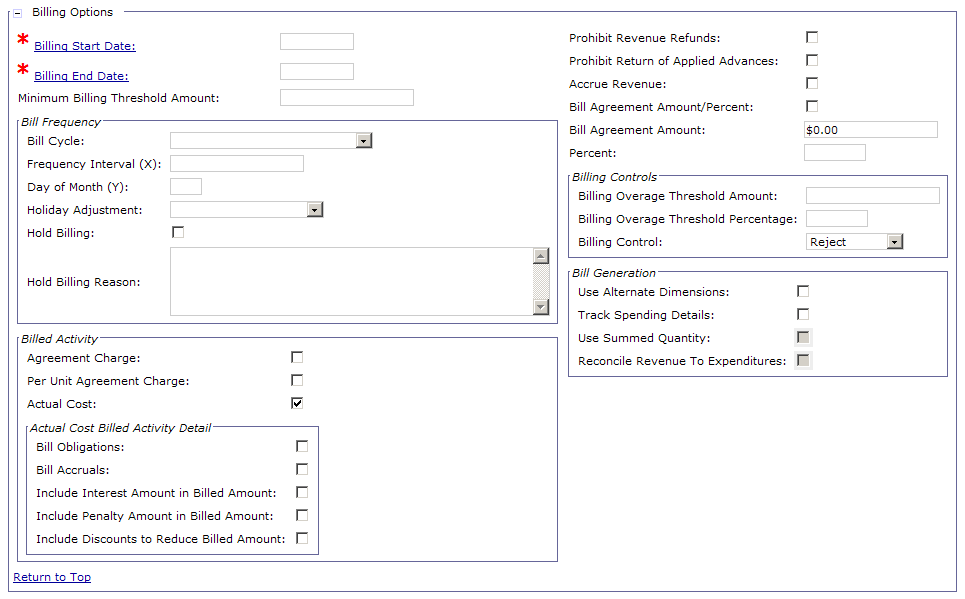 Billing Options
* Billing Start Date:
* Billing End Date:
Minimum Billing Threshold Amount:
Bill Frequency
Bill Cycle:
Frequency Interval (X):
Day of Month (Y):
Holiday Adjustment:
Hold Billing:
Hold Billing Reason:
Billed Activity
Agreement Charge:
Per Unit Agreement Charge:
Actual Cost:
Actual Cost Billed Activity Detail
Bill Obligations:
Bill Accruals:
Include Interest Amount in Billed Amount:
Include Penalty Amount in Billed Amount:
Include Discounts to Reduce Billed Amount:
Return to Top
Prohibit Revenue Refunds:
Prohibit Return of Applied Advances:
Accrue Revenue:
Bill Agreement Amount/Percent:
Bill Agreement Amount: $0.00
Percent:
Billing Controls
Billing Overage Threshold Amount:
Billing Overage Threshold Percentage:
Billing Control: Reject
Bill Generation
Use Alternate Dimensions:
Track Spending Details:
Use Summed Quantity:
Reconcile Revenue To Expenditures: